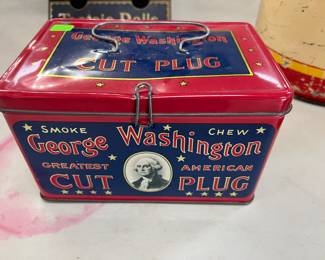 George Washington
CUT PLUG
SMOKE CHEW
George Washington
GREATEST AMERICAN
CUT PLUG